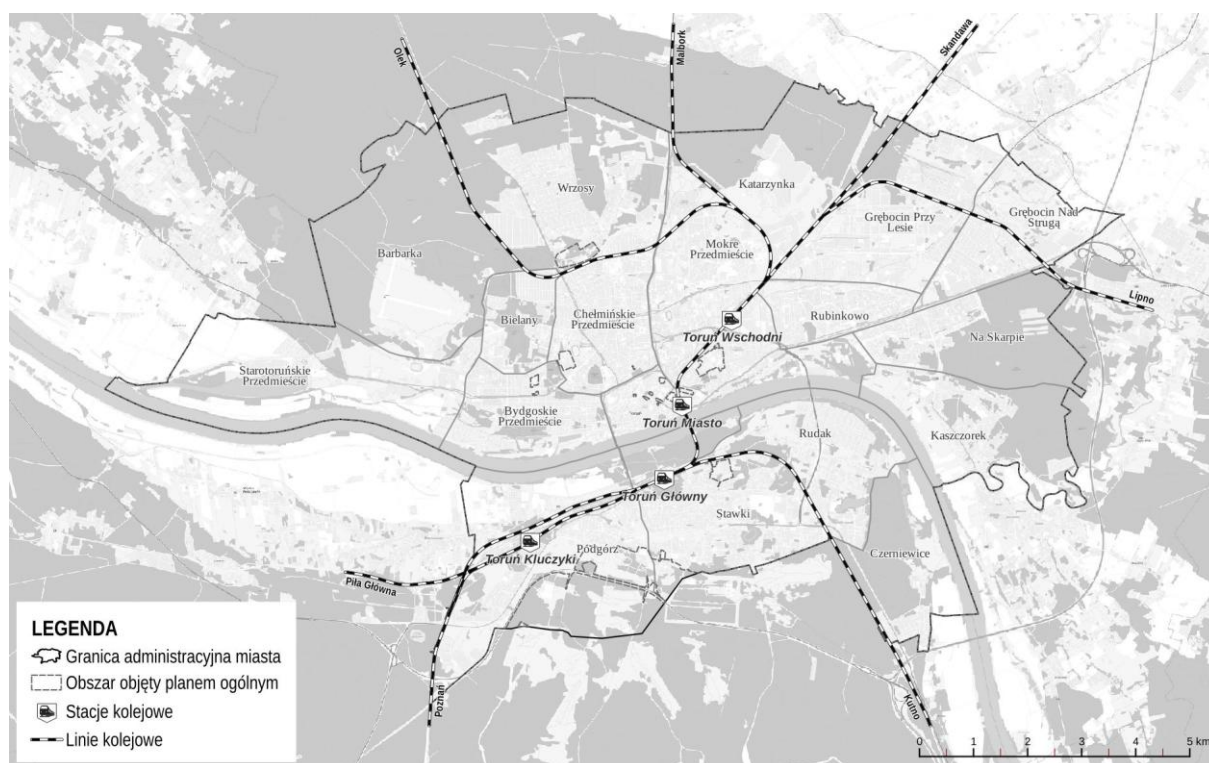 Olek
Malbork
Skandawa
Wrzosy
Katarzynka
Grębocin Przy
Lesie
Grębocin Nad
Strugą
Barbarka
Mokre
Przedmieście
Lipno
Bielany
Chełmińskie
Przedmieście
Rubinkowo
Na Skarpie
Toruń Wschodni
Starotoruńskie
Przedmieście
Bydgoskie
Przedmieście
Toruń Miasto
Rudak
Kaszczorek
Toruń Główny
Stawki
Toruń Kluczyki
Podgórz
Czerniewice
Piła Główna
Poznań
Kutno
LEGENDA
Granica administracyjna miasta
Obszar objęty planem ogólnym
Stacje kolejowe
Linie kolejowe
0 1 2 3 4 5 km